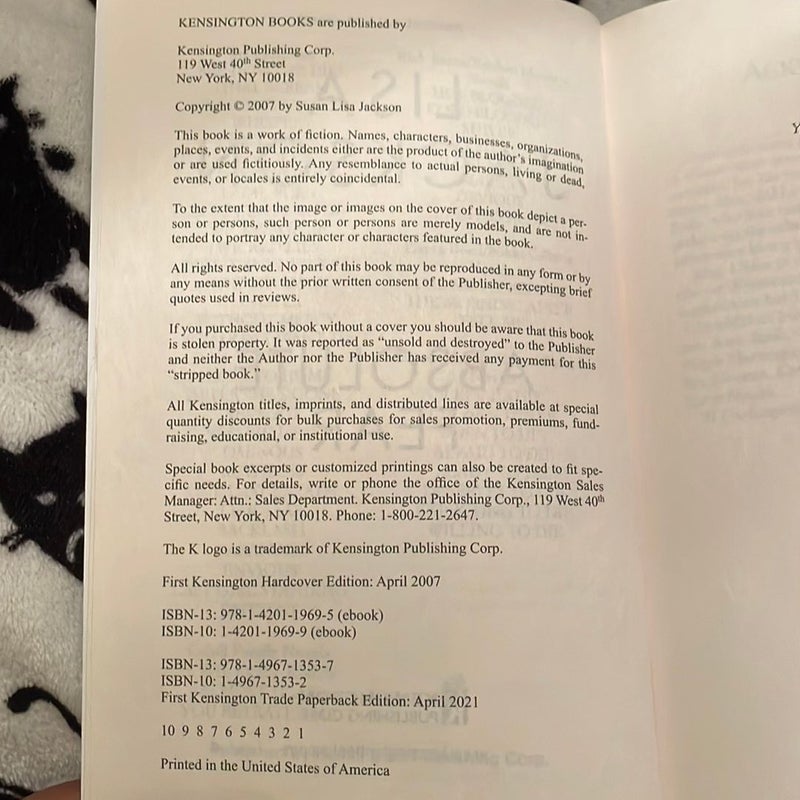 KENSINGTON BOOKS are published by
Kensington Publishing Corp.
119 West 40th Street
New York, NY 10018
Copyright © 2007 by Susan Lisa Jackson
This book is a work of fiction. Names, characters, businesses, organizations,
places, events, and incidents either are the product of the author's imagination
or are used fictitiously. Any resemblance to actual persons, living or dead,
events, or locales is entirely coincidental.
To the extent that the image or images on the cover of this book depict a per-
son or persons, such person or persons are merely models, and are not in-
tended to portray any character or characters featured in the book.
All rights reserved. No part of this book may be reproduced in any form or by
any means without the prior written consent of the Publisher, excepting brief
quotes used in reviews.
If you purchased this book without a cover you should be aware that this book
is stolen property. It was reported as “unsold and destroyed” to the Publisher
and neither the Author nor the Publisher has received any payment for this
“stripped book.”
All Kensington titles, imprints, and distributed lines are available at special
quantity discounts for bulk purchases for sales promotion, premiums, fund-
raising, educational, or institutional use.
Special book excerpts or customized printings can also be created to fit spe-
cific needs. For details, write or phone the office of the Kensington Sales
Manager: Attn.: Sales Department. Kensington Publishing Corp., 119 West 40th
Street, New York, NY 10018. Phone: 1-800-221-2647.
The K logo is a trademark of Kensington Publishing Corp.
First Kensington Hardcover Edition: April 2007
ISBN-13: 978-1-4201-1969-5 (ebook)
ISBN-10: 1-4201-1969-9 (ebook)
ISBN-13: 978-1-4967-1353-7
ISBN-10: 1-4967-1353-2
First Kensington Trade Paperback Edition: April 2021
10 9 8 7 6 5 4 3 2 1
Printed in the United States of America